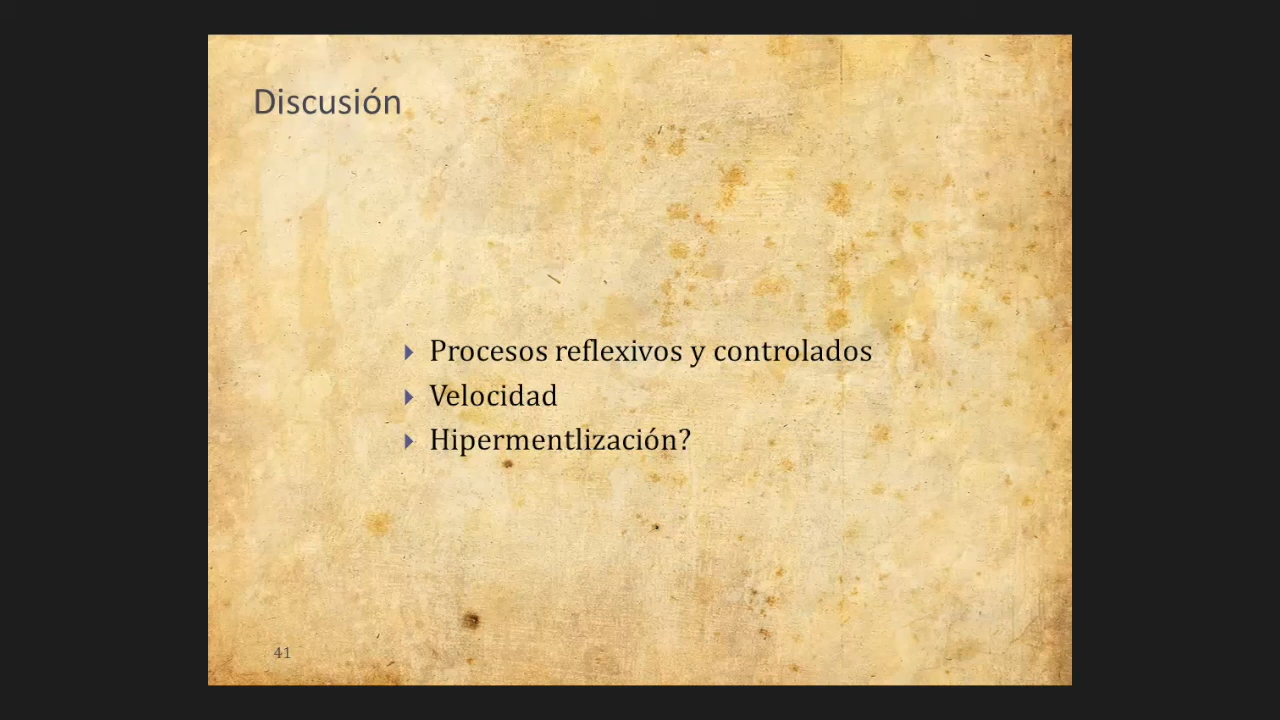 Discusión
Procesos reflexivos y controlados
Velocidad
Hipermentlización?
41